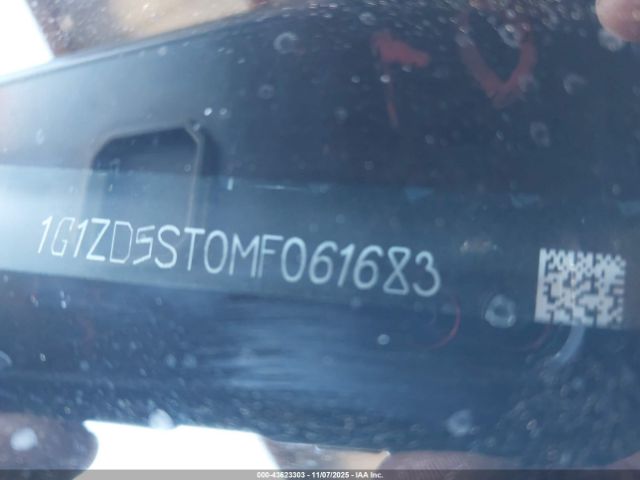 1G1ZD5ST0MF061683
000-43623303 | 11/07/2025 - IAA Inc.